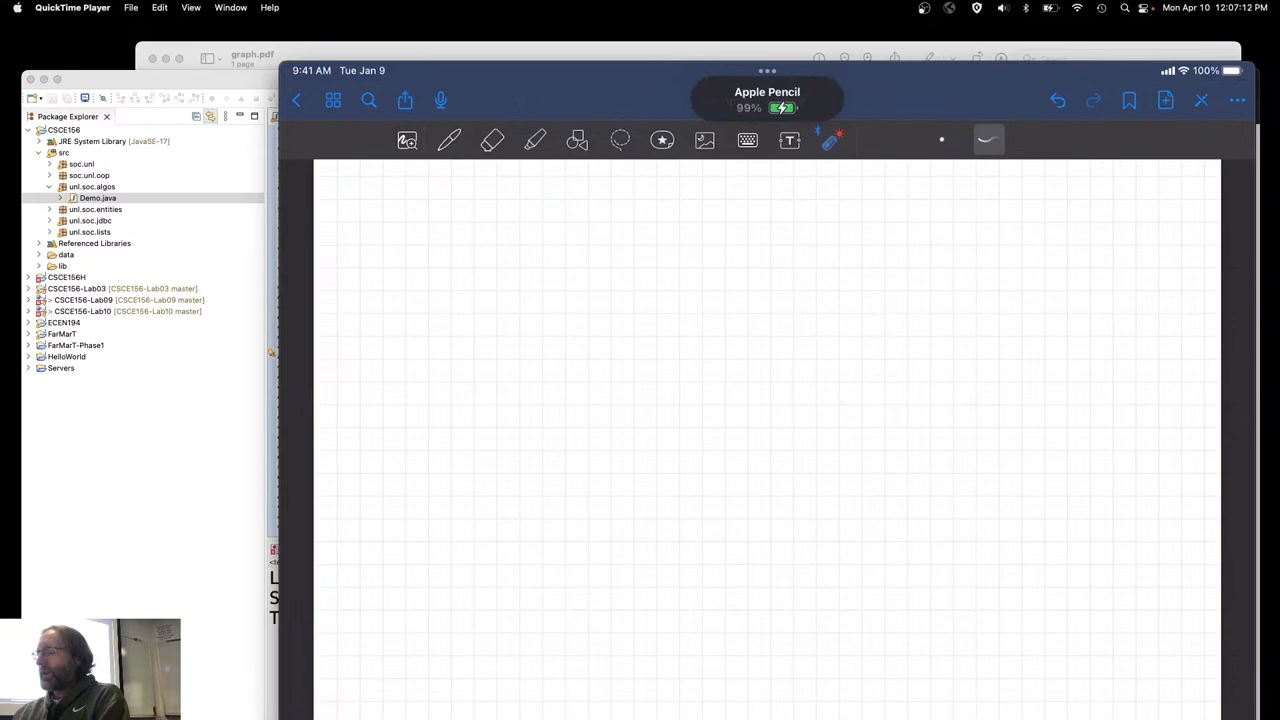 QuickTime Player File Edit View Window Help
Mon Apr 10 12:07:12 PM
graph.pdf
1 page
9:41 AM Tue Jan 9
100%
Apple Pencil
99%
Package Explorer
CSCE156
JRE System Library [JavaSE-17]
src
soc.unl
soc.unl.oop
unl.soc.algos
Demo.java
unl.soc.entities
unl.soc.jdbc
unl.soc.lists
Referenced Libraries
data
lib
CSCE156H
CSCE156-Lab03 [CSCE156-Lab03 master]
> CSCE156-Lab09 [CSCE156-Lab09 master]
> CSCE156-Lab10 [CSCE156-Lab10 master]
ECEN194
FarMarT
FarMarT-Phase1
HelloWorld
Servers
L
S
T